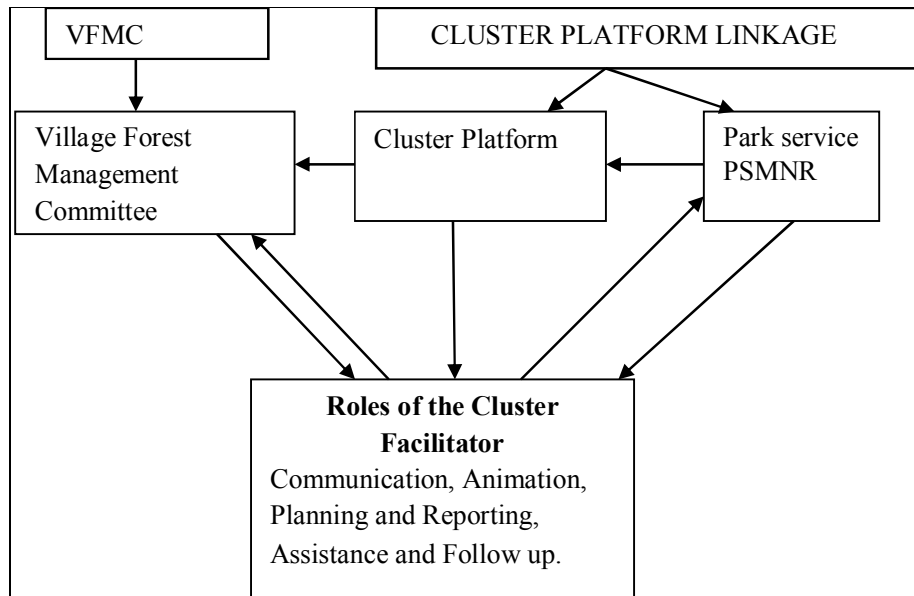 VFMC
CLUSTER PLATFORM LINKAGE
Village Forest
Management
Committee
Cluster Platform
Park service
PSMNR
Roles of the Cluster
Facilitator
Communication, Animation,
Planning and Reporting,
Assistance and Follow up.